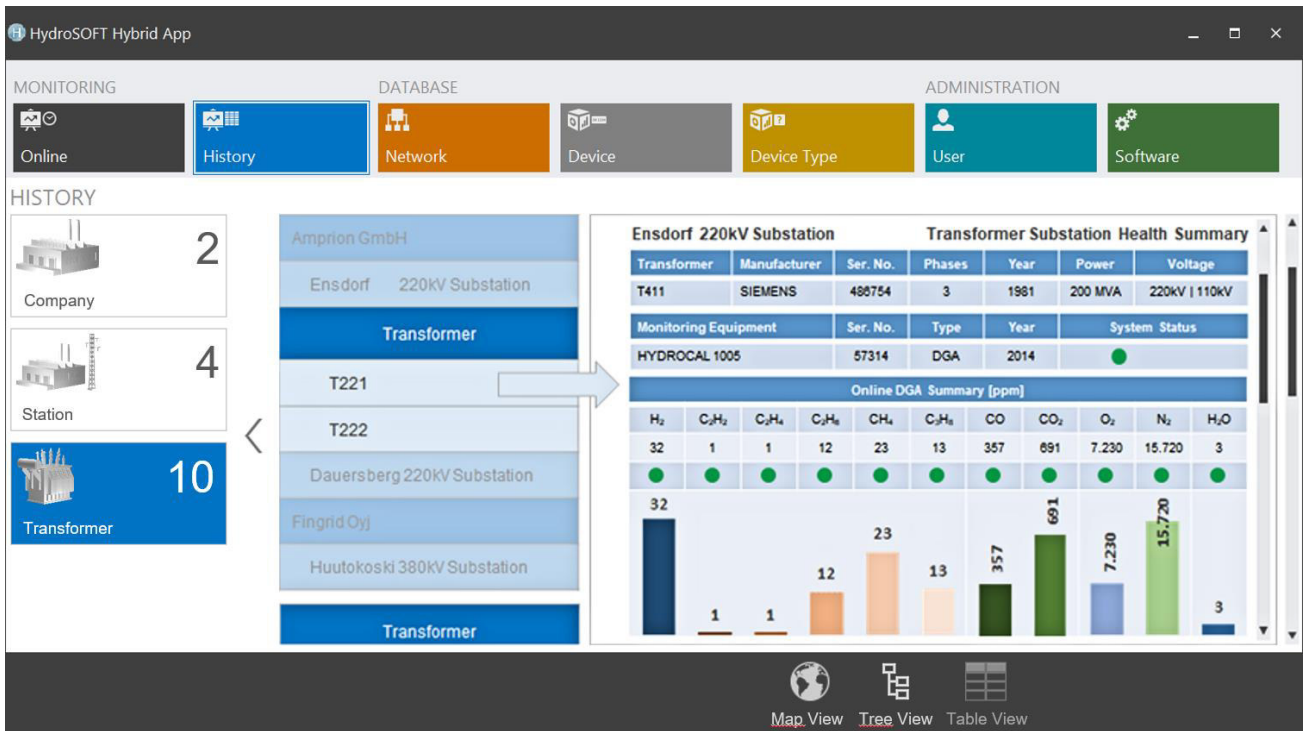 HydroSOFT Hybrid App
MONITORING DATABASE ADMINISTRATION
Online History Network Device Device Type User Software
HISTORY
2
Company
4
Station
10
Transformer
Amprion GmbH
Ensdorf 220kV Substation
Transformer
T221
T222
Dauersberg 220kV Substation
Fingrid Oyj
Huutokoski 380kV Substation
Transformer
Ensdorf 220kV Substation Transformer Substation Health Summary
Transformer Manufacturer Ser. No. Phases Year Power Voltage
T411 SIEMENS 486754 3 1981 200 MVA 220kV | 110kV
Monitoring Equipment Ser. No. Type Year System Status
HYDROCAL 1005 57314 DGA 2014
Online DGA Summary [ppm]
H₂ C₂H₂ C₂H₄ C₂H₆ CH₄ C₃H₈ CO CO₂ O₂ N₂ H₂O
32 1 1 12 23 13 357 691 7.230 15.720 3
32 1 1 12 23 13 357 691 7.230 15.720 3
Map View Tree View Table View